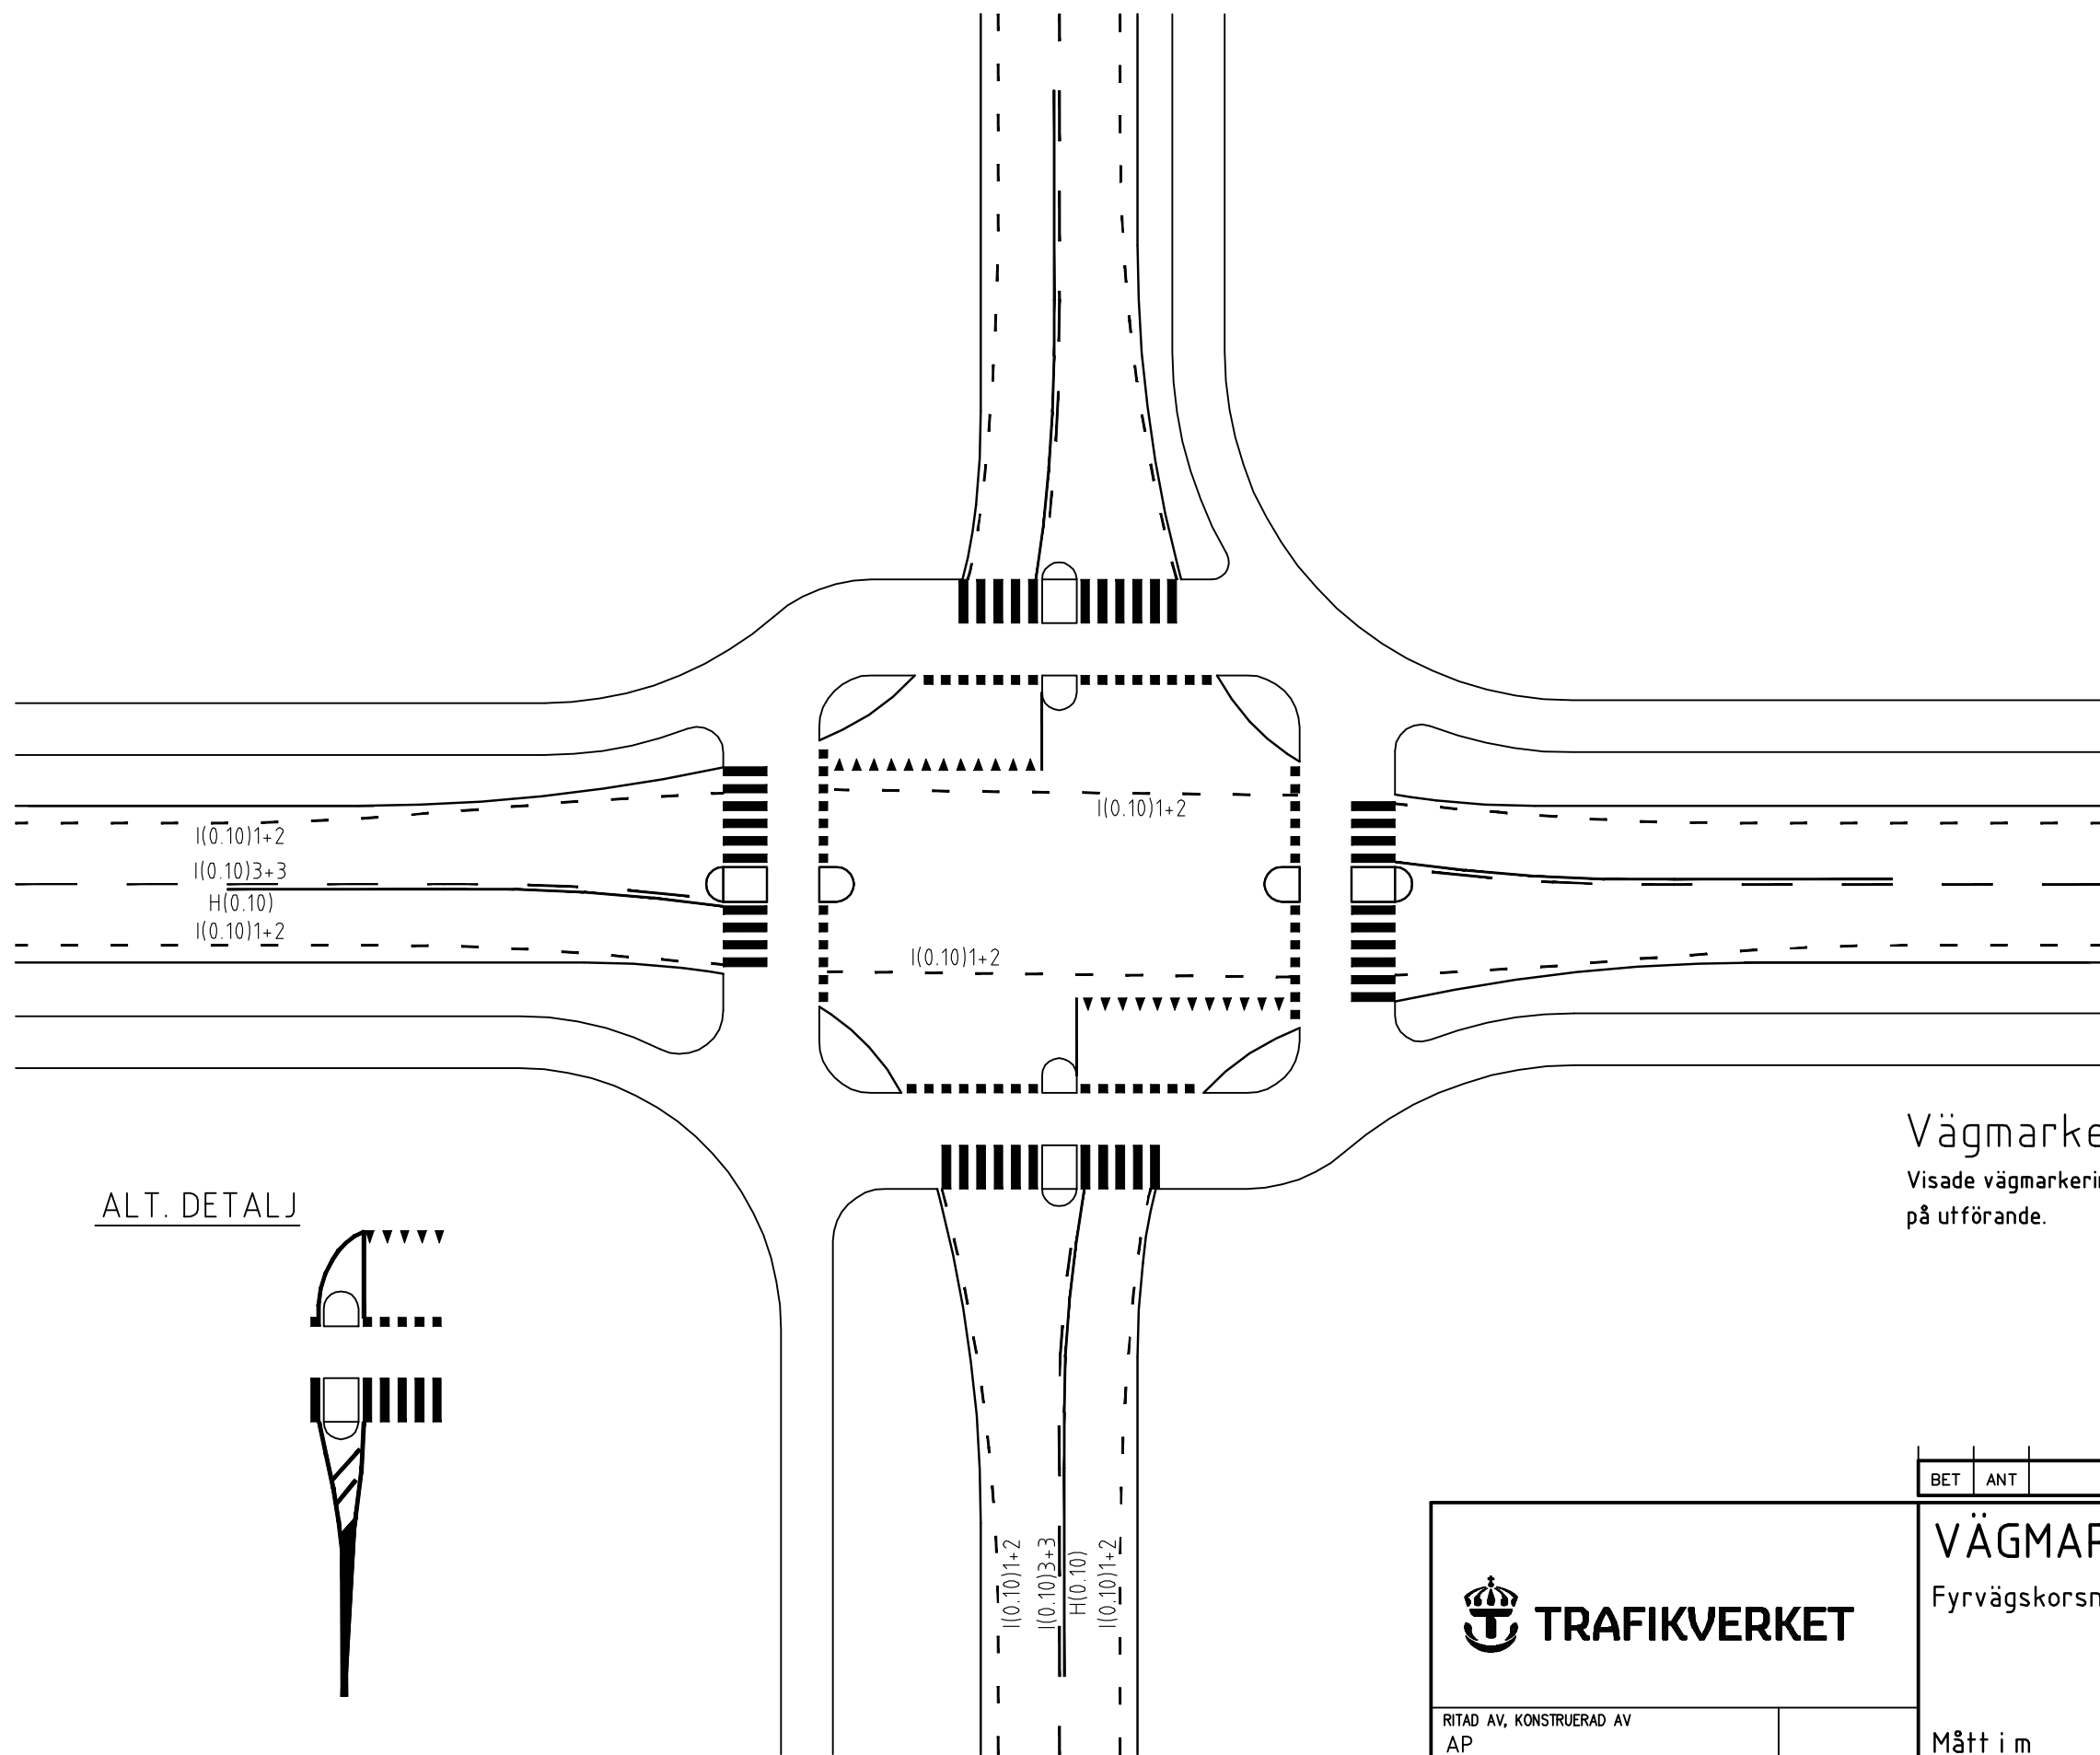 I(0.10)1+2
I(0.10)1+2
I(0.10)3+3
H(0.10)
I(0.10)1+2
I(0.10)1+2
Vägmarke
Visade vägmarkerin
på utförande.
ALT. DETALJ
BET ANT
VÄGMAR
Fyrvägskorsn
I(0.10)1+2
I(0.10)3+3
H(0.10)
I(0.10)1+2
TRAFIKVERKET
RITAD AV, KONSTRUERAD AV
AP
Mått i m